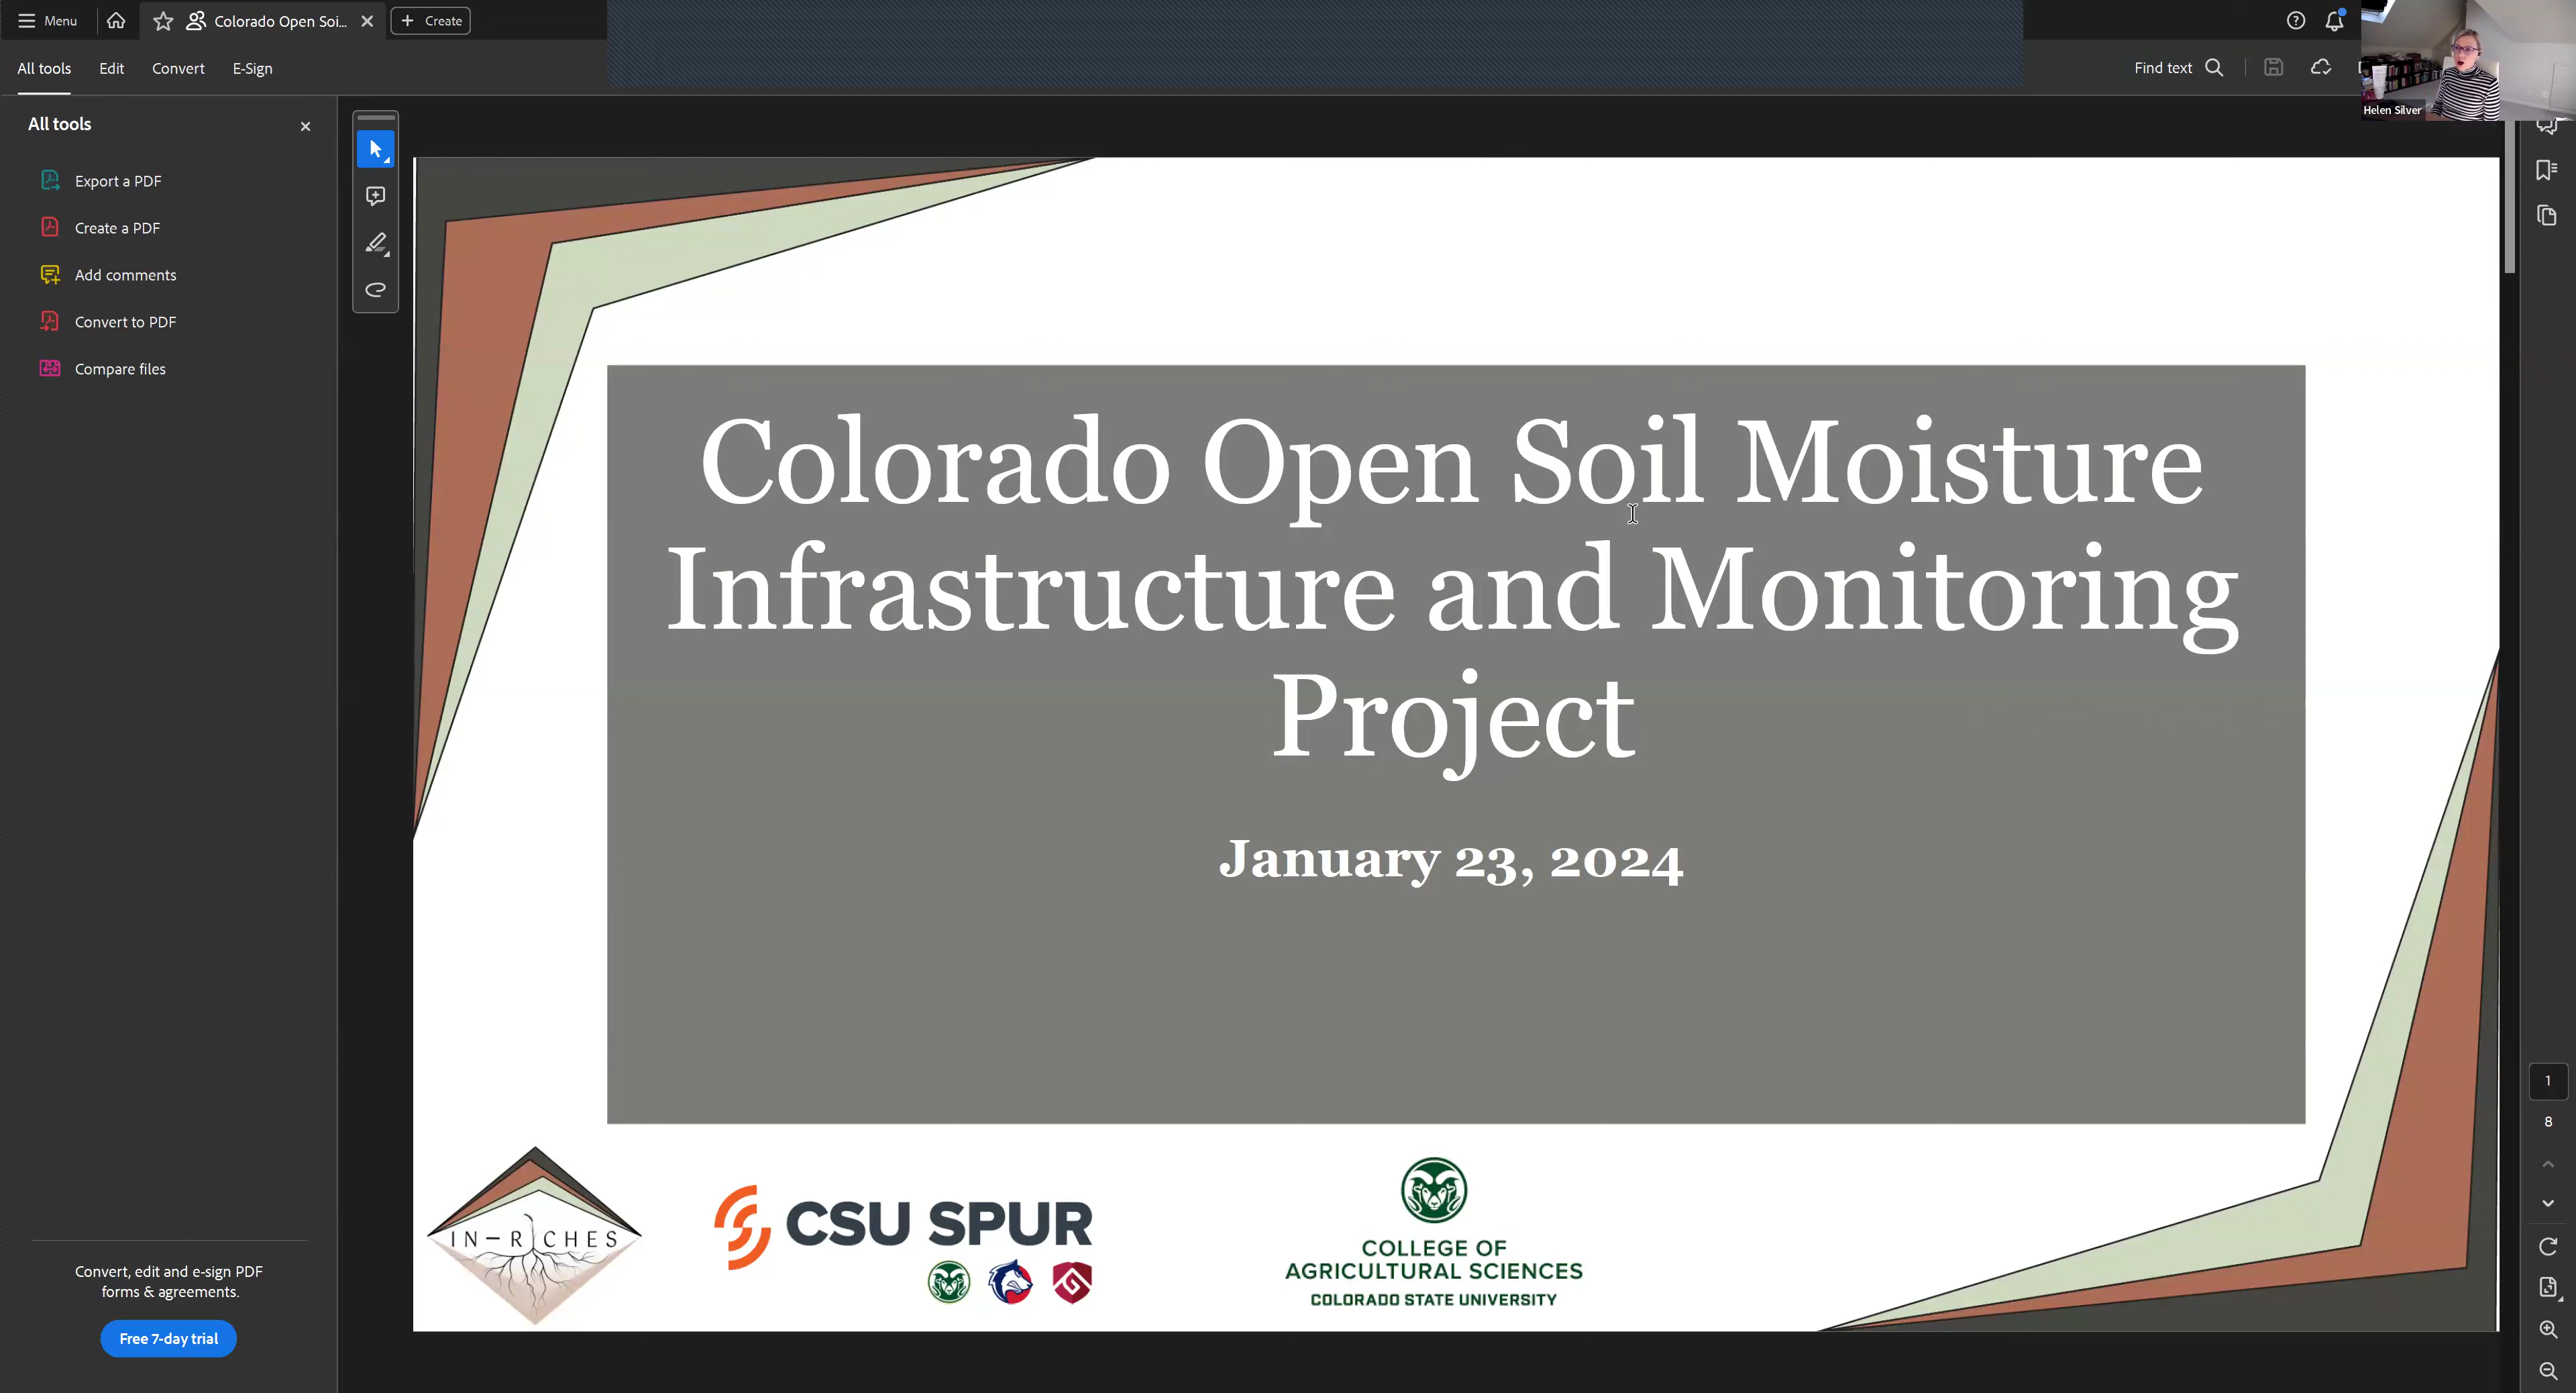 Menu
Colorado Open Soi...
Create
All tools
Edit
Convert
E-Sign
Find text
Helen Silver
All tools
Export a PDF
Create a PDF
Add comments
Convert to PDF
Compare files
Colorado Open Soil Moisture
Infrastructure and Monitoring
Project
January 23, 2024
IN-RICHES
CSU SPUR
COLLEGE OF
AGRICULTURAL SCIENCES
COLORADO STATE UNIVERSITY
Convert, edit and e-sign PDF
forms & agreements.
Free 7-day trial
1
8